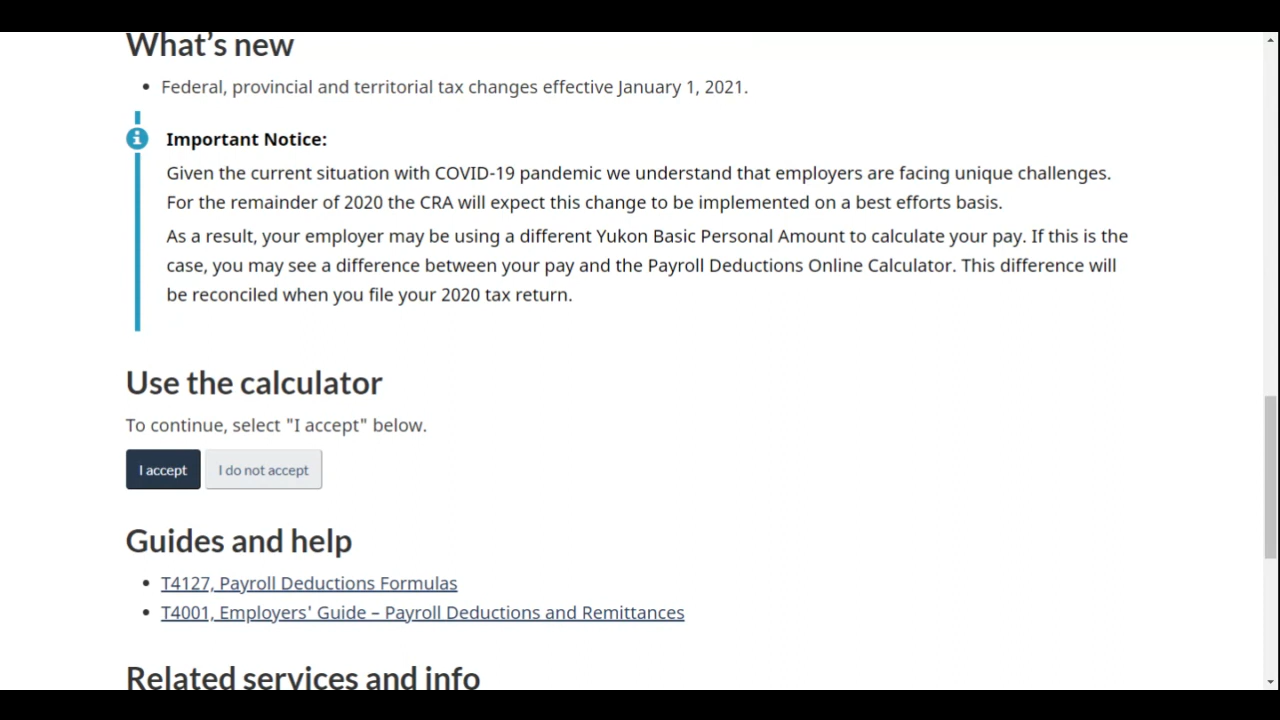 What's new
• Federal, provincial and territorial tax changes effective January 1, 2021.
Important Notice:
Given the current situation with COVID-19 pandemic we understand that employers are facing unique challenges.
For the remainder of 2020 the CRA will expect this change to be implemented on a best efforts basis.
As a result, your employer may be using a different Yukon Basic Personal Amount to calculate your pay. If this is the
case, you may see a difference between your pay and the Payroll Deductions Online Calculator. This difference will
be reconciled when you file your 2020 tax return.
Use the calculator
To continue, select "I accept" below.
I accept I do not accept
Guides and help
• T4127, Payroll Deductions Formulas
• T4001, Employers' Guide – Payroll Deductions and Remittances
Related services and info